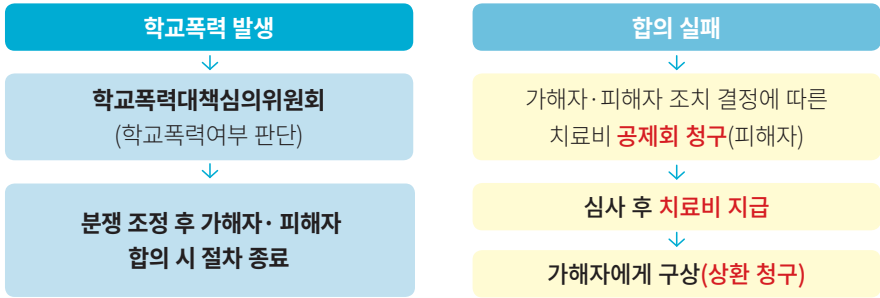 학교폭력 발생
학교폭력대책심의위원회
(학교폭력여부 판단)
분쟁 조정 후 가해자· 피해자
합의 시 절차 종료
합의 실패
가해자·피해자 조치 결정에 따른
치료비 공제회 청구(피해자)
심사 후 치료비 지급
가해자에게 구상(상환 청구)